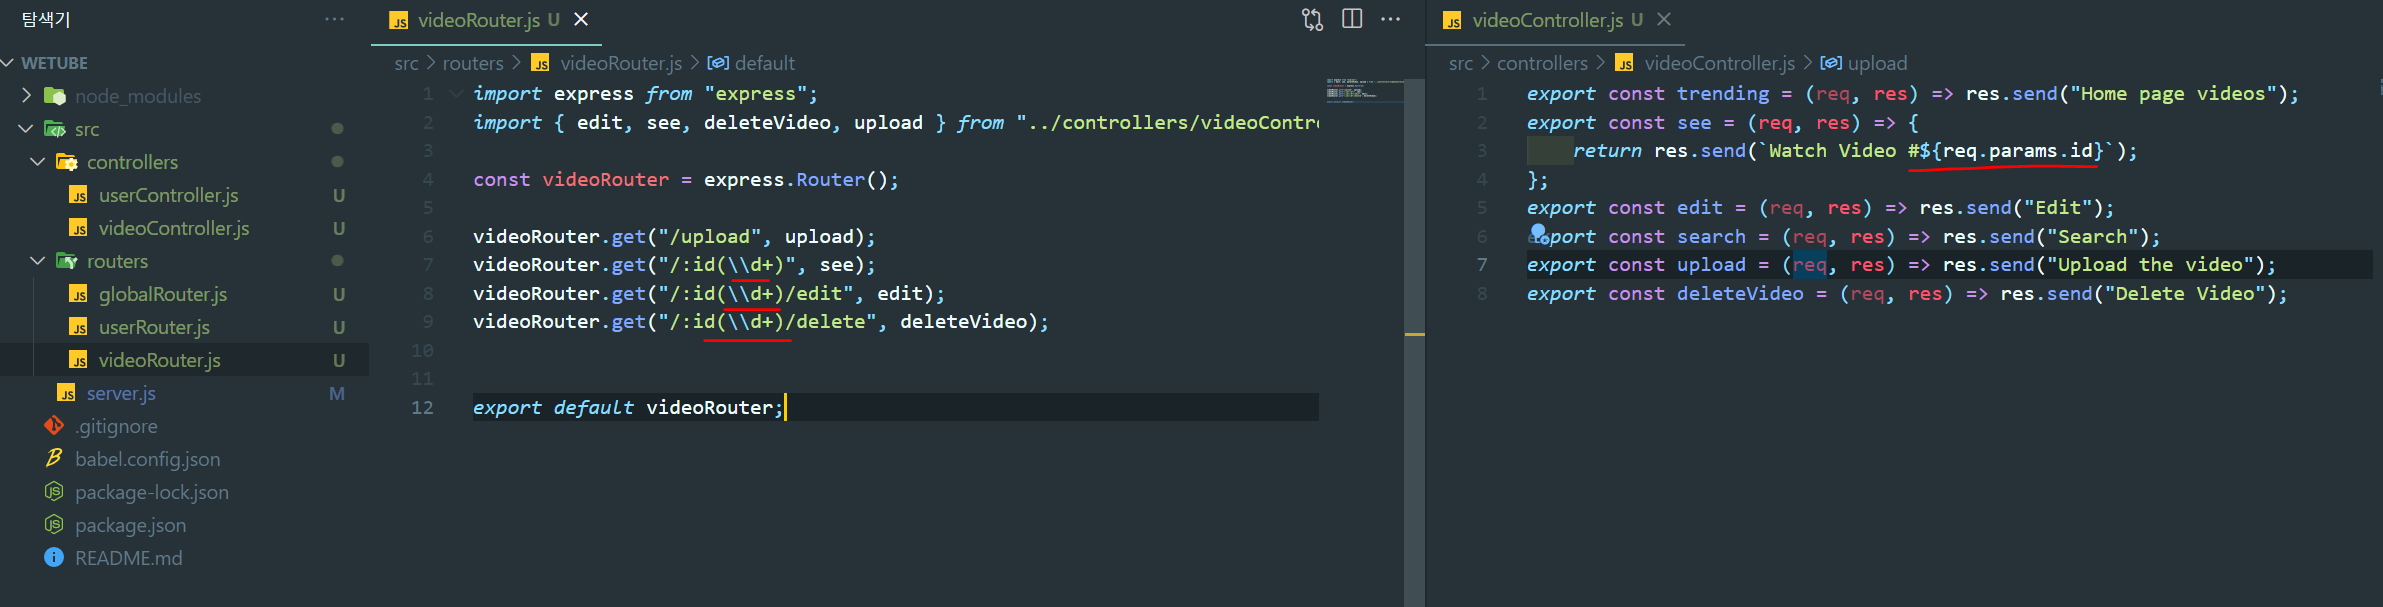 탐색기 ···
WETUBE
node_modules
src
controllers
userController.js U
videoController.js U
routers
globalRouter.js U
userRouter.js U
videoRouter.js U
server.js M
.gitignore
babel.config.json
package-lock.json
package.json
README.md
JS videoRouter.js U
src > routers > JS videoRouter.js > default
1 import express from "express";
2 import { edit, see, deleteVideo, upload } from "../controllers/videoContr
3
4 const videoRouter = express.Router();
5
6 videoRouter.get("/upload", upload);
7 videoRouter.get("/:id(\\d+)", see);
8 videoRouter.get("/:id(\\d+)/edit", edit);
9 videoRouter.get("/:id(\\d+)/delete", deleteVideo);
10
11
12 export default videoRouter;
JS videoController.js U
src > controllers > JS videoController.js > upload
1 export const trending = (req, res) => res.send("Home page videos");
2 export const see = (req, res) => {
3 return res.send(`Watch Video #${req.params.id}`);
4 };
5 export const edit = (req, res) => res.send("Edit");
6 export const search = (req, res) => res.send("Search");
7 export const upload = (req, res) => res.send("Upload the video");
8 export const deleteVideo = (req, res) => res.send("Delete Video");